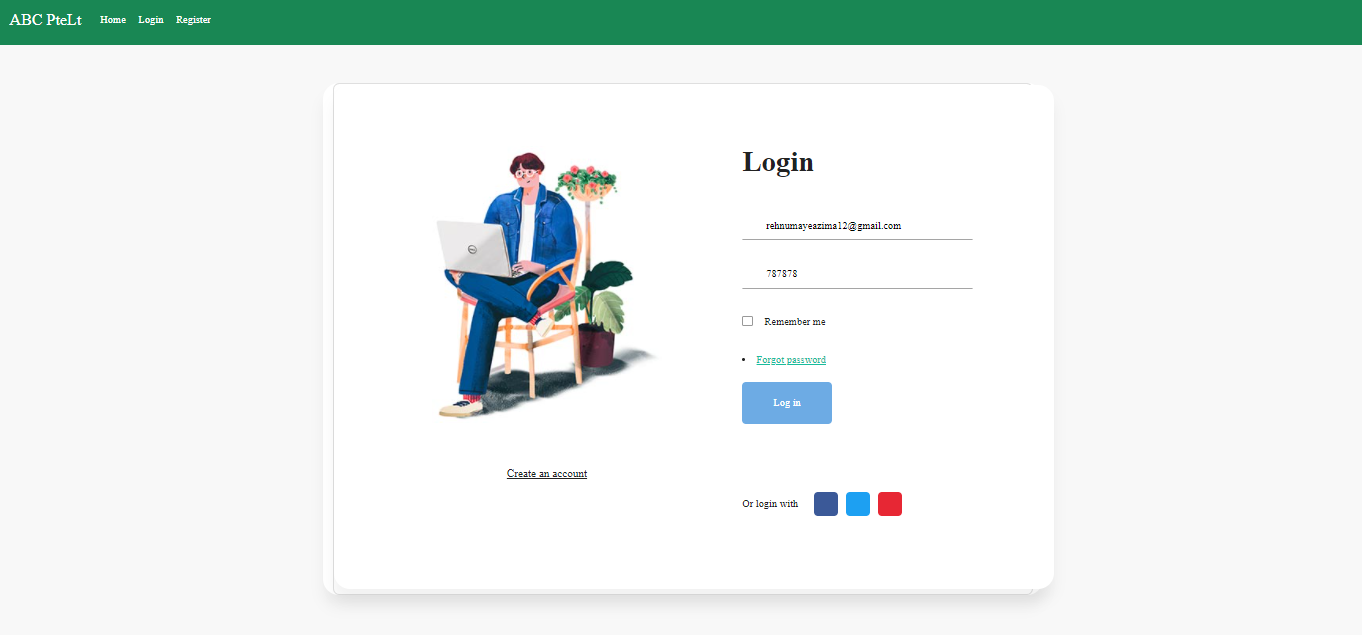 ABC PteLt Home Login Register
Login
rehnumayeazima12@gmail.com
787878
Remember me
Forgot password
Log in
Create an account
Or login with